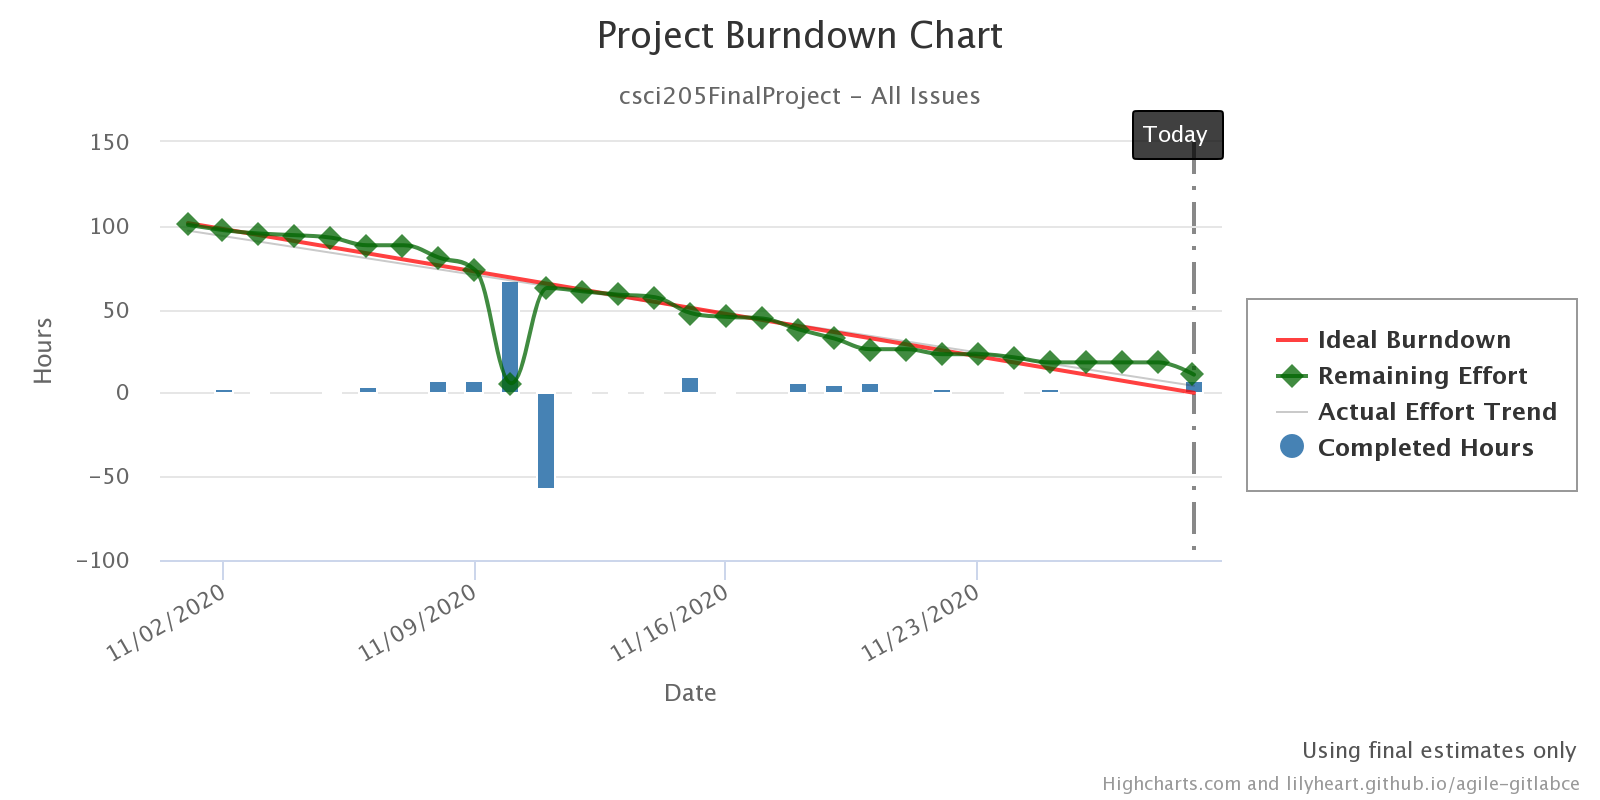 Project Burndown Chart
csci205FinalProject - All Issues
Today
150
100
50
0
-50
-100
Hours
11/02/2020
11/09/2020
11/16/2020
11/23/2020
Date
Ideal Burndown
Remaining Effort
Actual Effort Trend
Completed Hours
Using final estimates only
Highcharts.com and lilyheart.github.io/agile-gitlabce